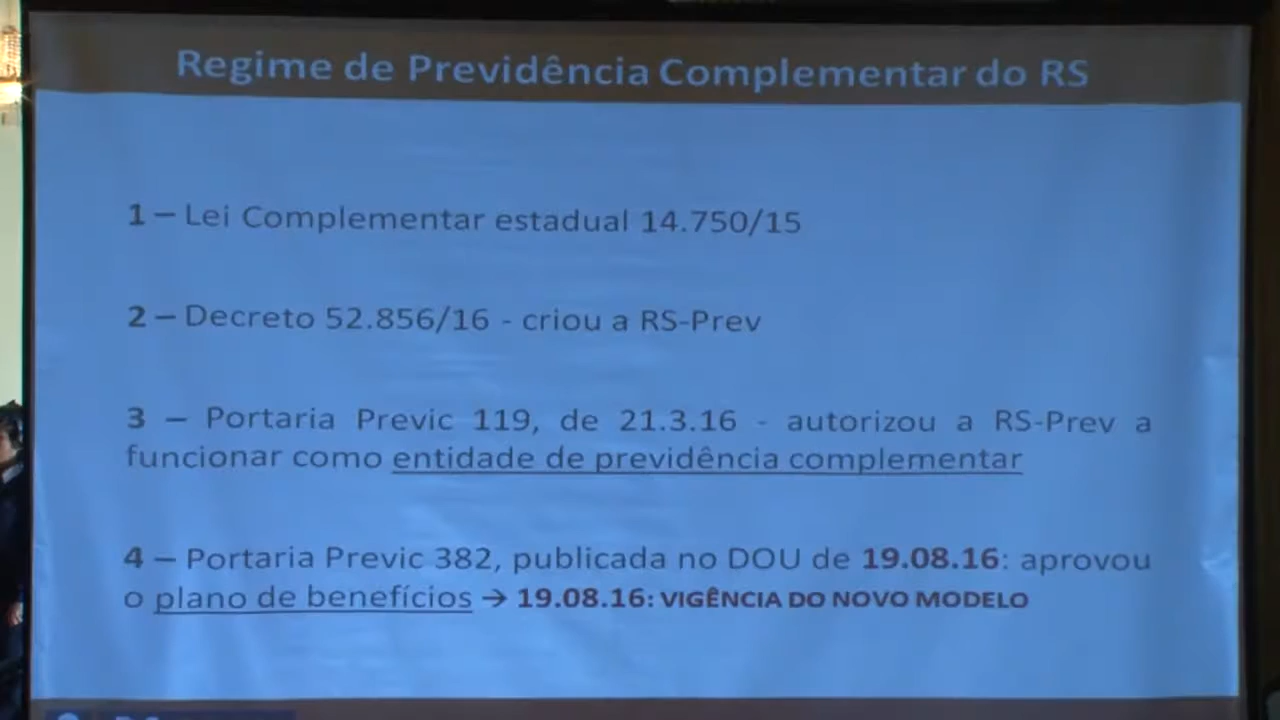 Regime de Previdência Complementar do RS
1 – Lei Complementar estadual 14.750/15
2 – Decreto 52.856/16 - criou a RS-Prev
3 – Portaria Previc 119, de 21.3.16 - autorizou a RS-Prev a
funcionar como entidade de previdência complementar
4 – Portaria Previc 382, publicada no DOU de 19.08.16: aprovou
o plano de benefícios → 19.08.16: VIGÊNCIA DO NOVO MODELO